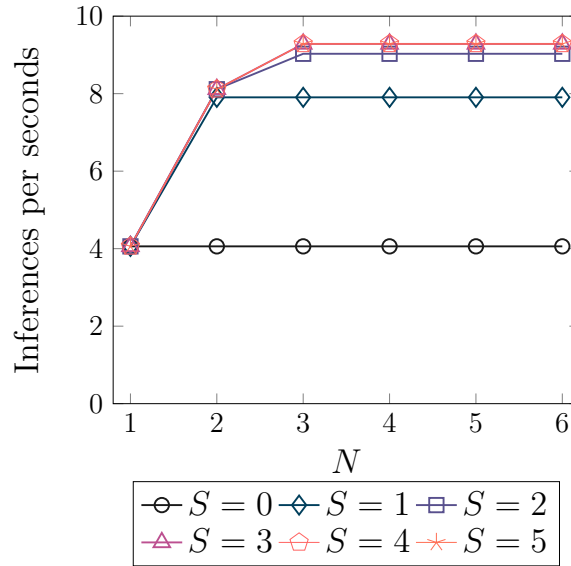 10
8
6
4
2
0
Inferences per seconds
1 2 3 4 5 6
N
S = 0 S = 1 S = 2
S = 3 S = 4 S = 5